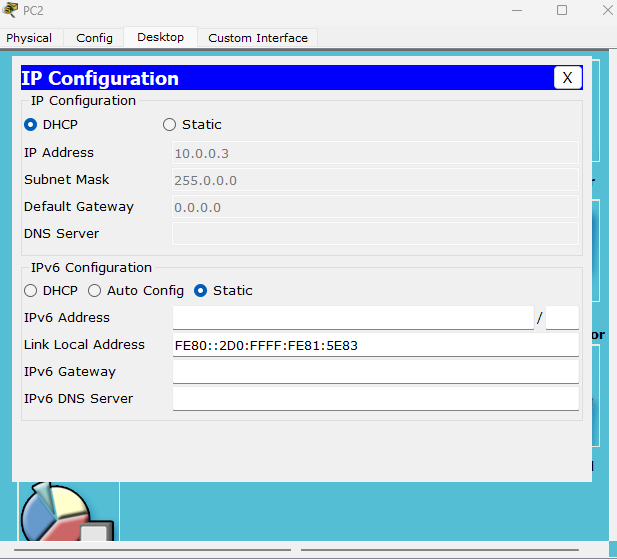 PC2
Physical Config Desktop Custom Interface
IP Configuration X
IP Configuration
DHCP Static
IP Address 10.0.0.3
Subnet Mask 255.0.0.0
Default Gateway 0.0.0.0
DNS Server
IPv6 Configuration
DHCP Auto Config Static
IPv6 Address /
Link Local Address FE80::2D0:FFFF:FE81:5E83
IPv6 Gateway
IPv6 DNS Server